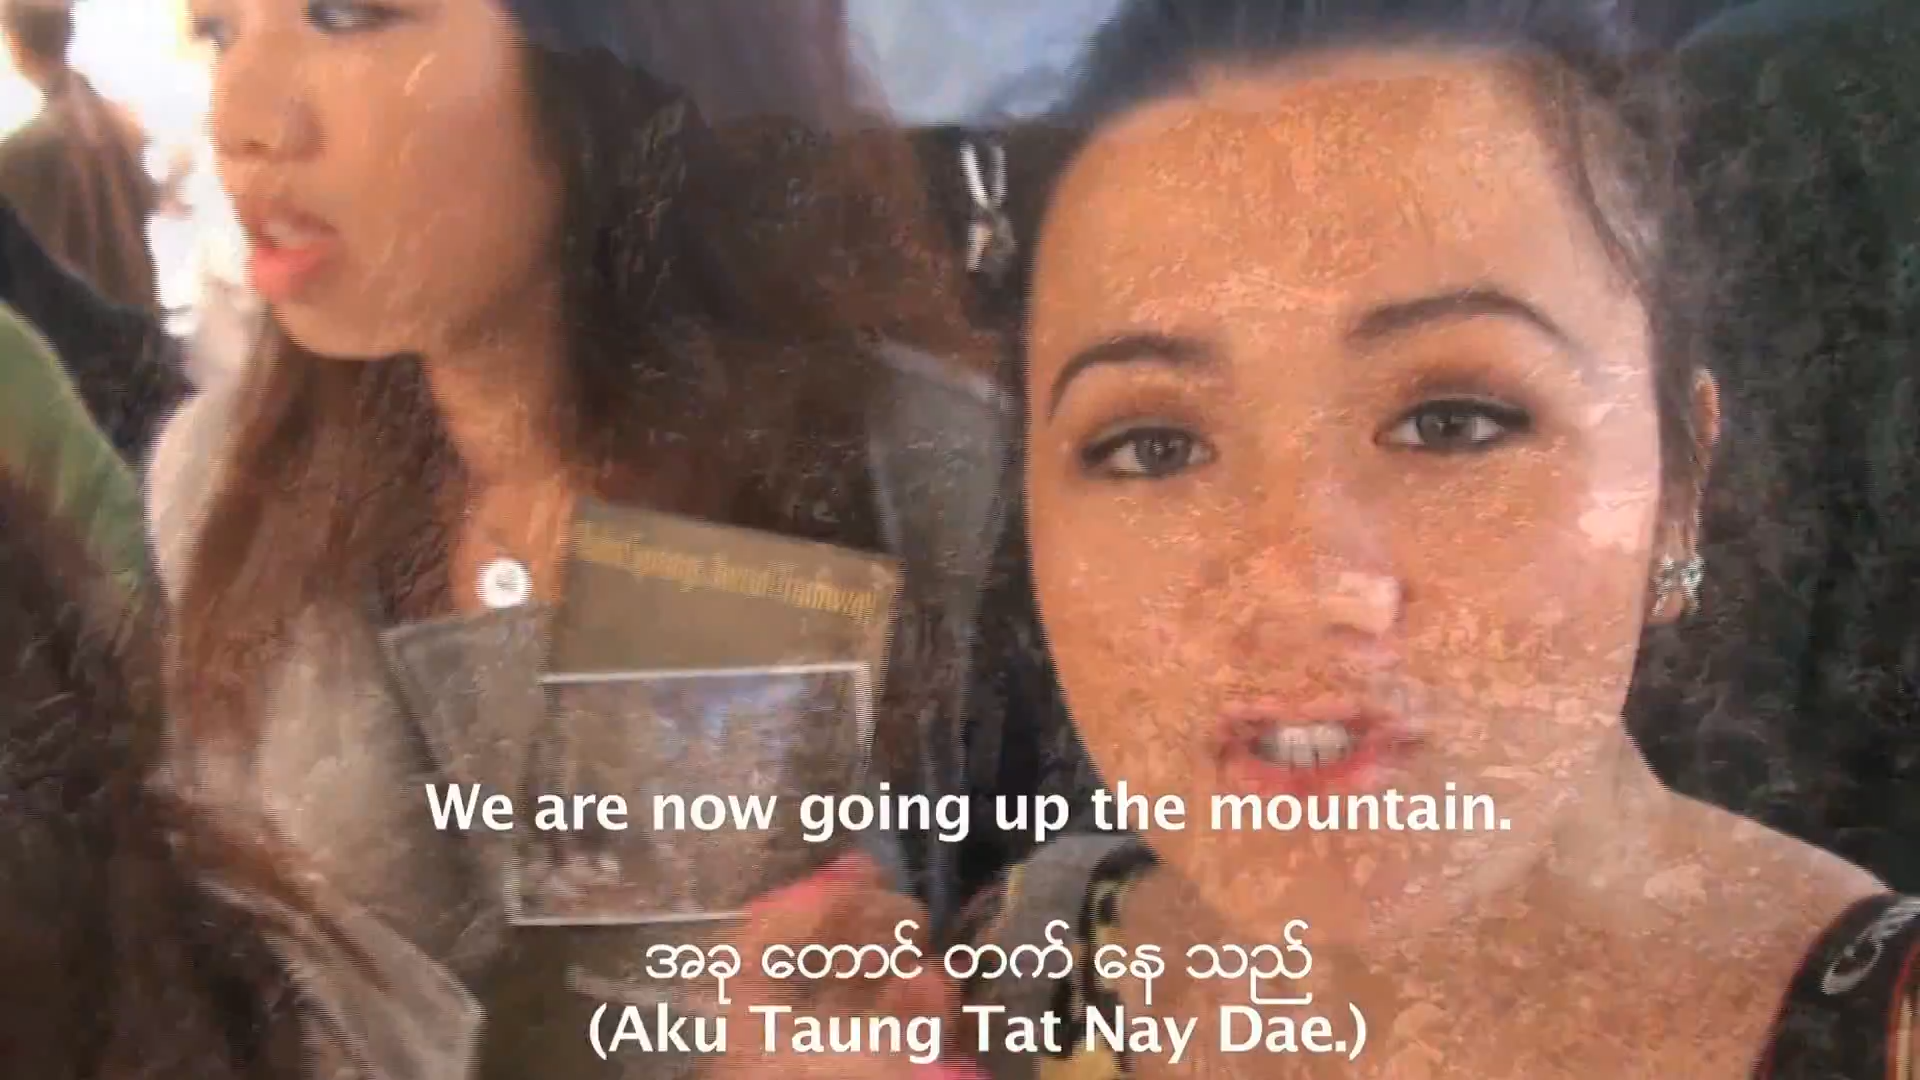 We are now going up the mountain.
အခု တောင် တက် နေ သည်
(Aku Taung Tat Nay Dae.)